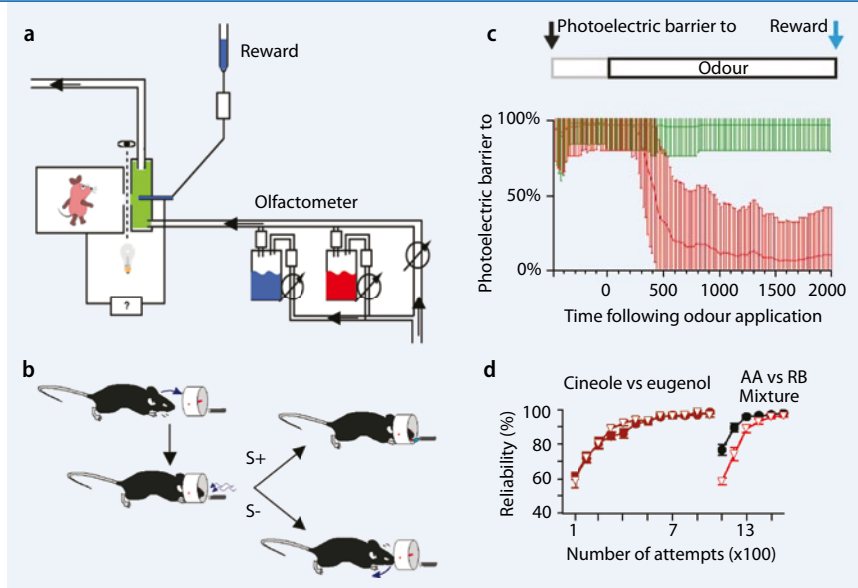 a
Reward
Olfactometer
?
b
S+
S-
c
Photoelectric barrier to
Reward
Odour
Photoelectric barrier to
100%
50%
0%
0
500
1000
1500
2000
Time following odour application
d
Cineole vs eugenol
AA vs RB
Mixture
Reliability (%)
100
80
60
40
1
7
13
Number of attempts (x100)